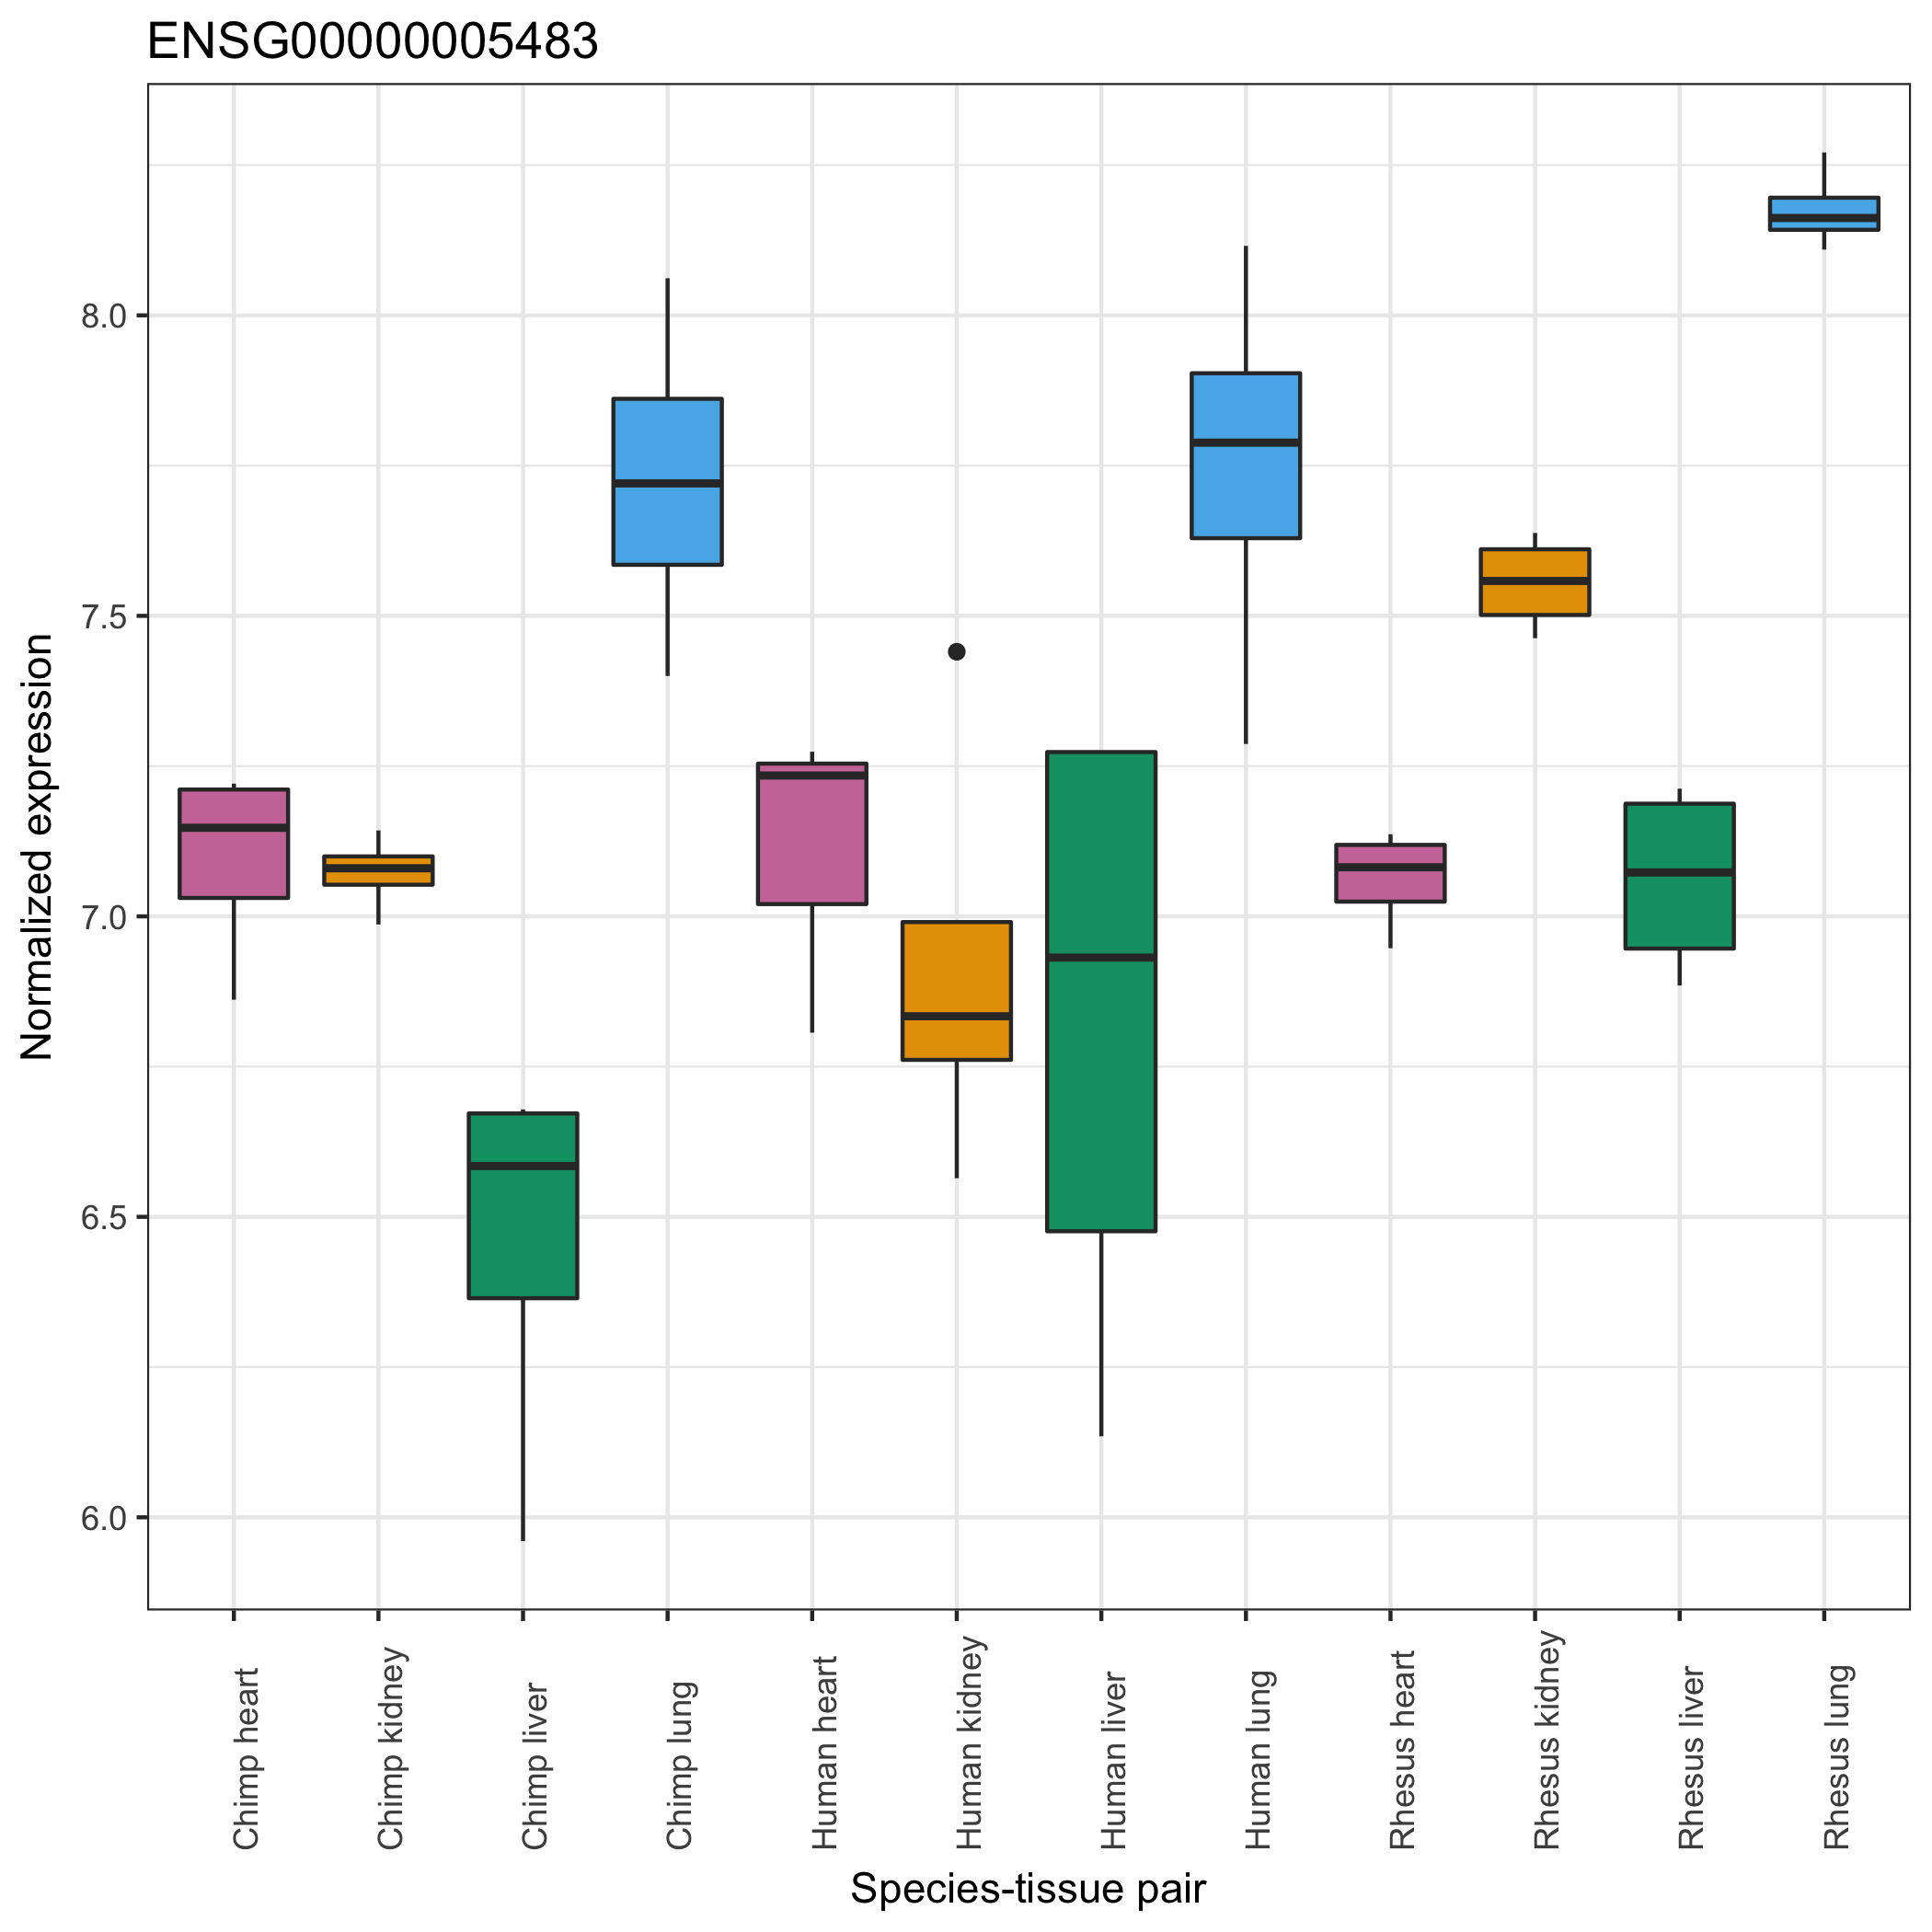 ENSG00000005483
Normalized expression
8.0
7.5
7.0
6.5
6.0
Chimp heart
Chimp kidney
Chimp liver
Chimp lung
Human heart
Human kidney
Human liver
Human lung
Rhesus heart
Rhesus kidney
Rhesus liver
Rhesus lung
Species-tissue pair